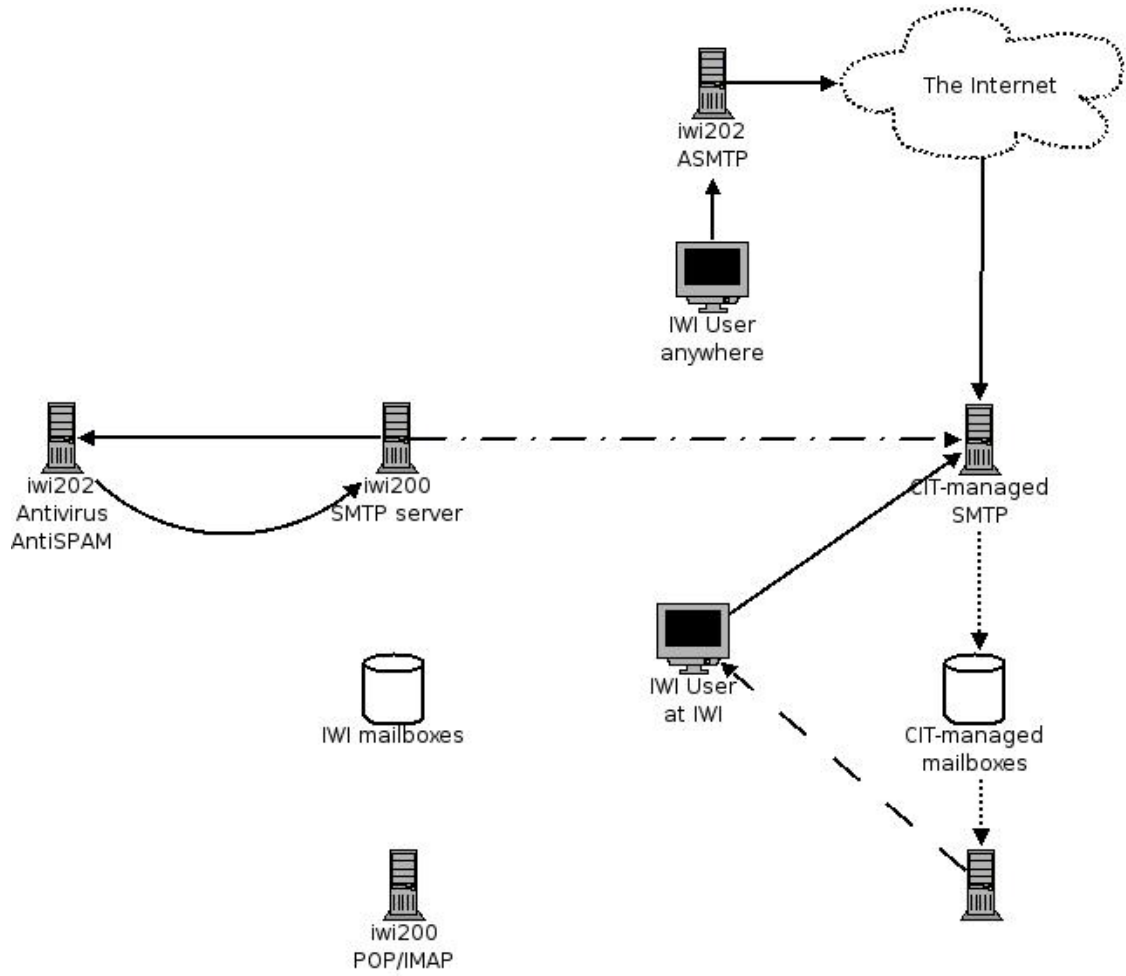 The Internet
iwi202
ASMTP
IWI User
anywhere
iwi202
Antivirus
AntiSPAM
iwi200
SMTP server
CIT-managed
SMTP
IWI User
at IWI
IWI mailboxes
CIT-managed
mailboxes
iwi200
POP/IMAP